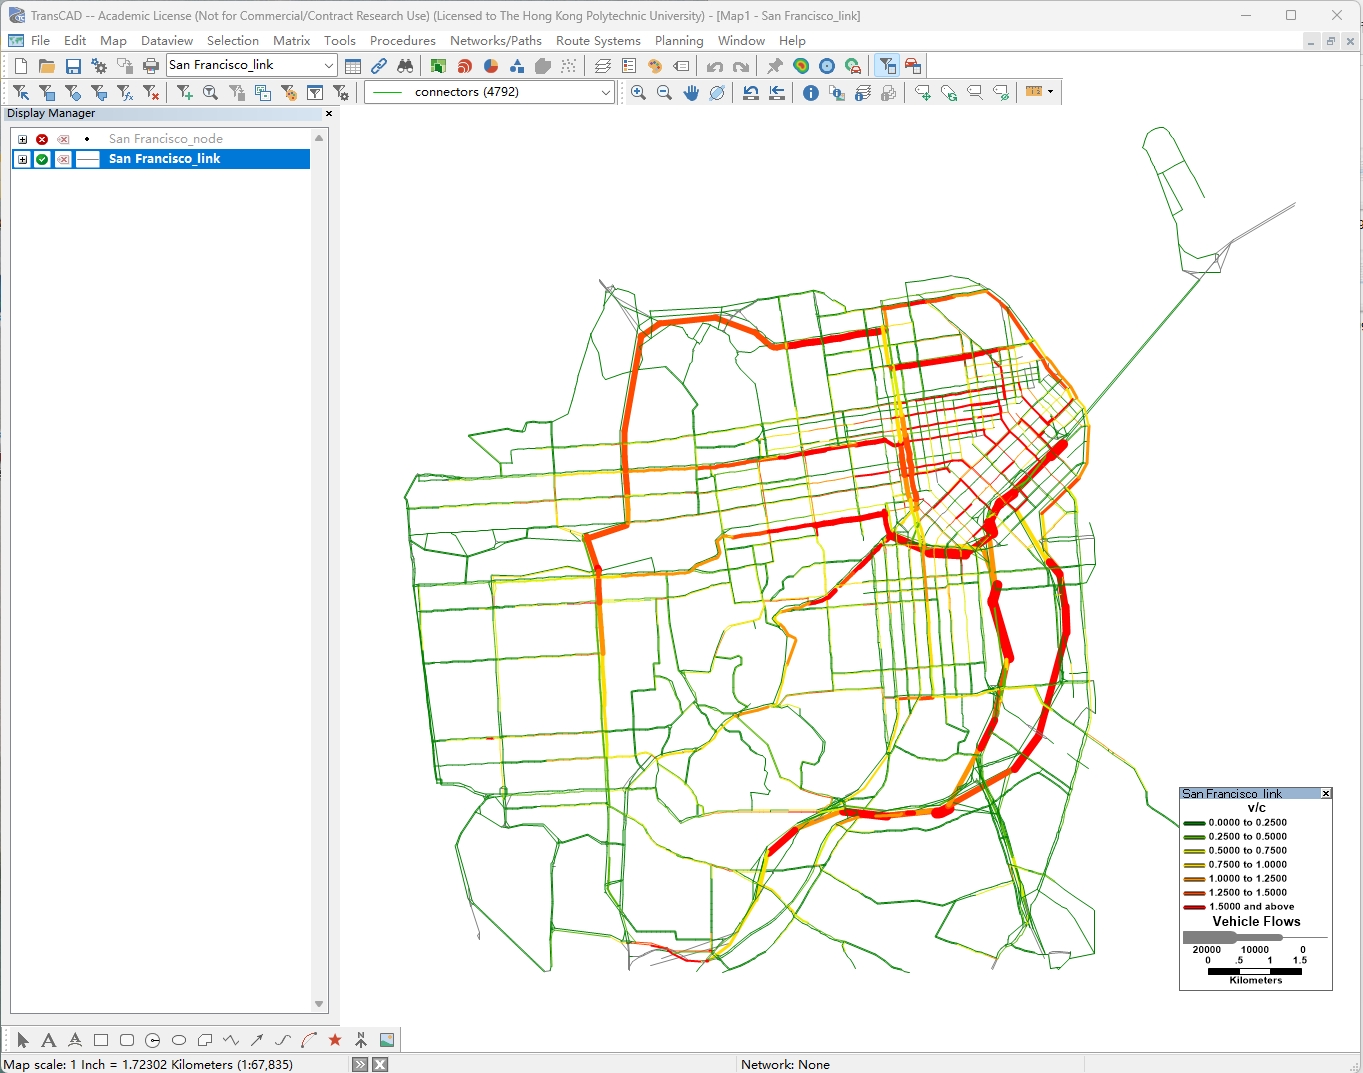 TransCAD -- Academic License (Not for Commercial/Contract Research Use) (Licensed to The Hong Kong Polytechnic University) - [Map1 - San Francisco_link]
File Edit Map Dataview Selection Matrix Tools Procedures Networks/Paths Route Systems Planning Window Help
San Francisco_link
connectors (4792)
Display Manager
San Francisco_node
San Francisco_link
San Francisco_link
v/c
0.0000 to 0.2500
0.2500 to 0.5000
0.5000 to 0.7500
0.7500 to 1.0000
1.0000 to 1.2500
1.2500 to 1.5000
1.5000 and above
Vehicle Flows
20000 10000 0
0 .5 1 1.5
Kilometers
Map scale: 1 Inch = 1.72302 Kilometers (1:67,835)
Network: None